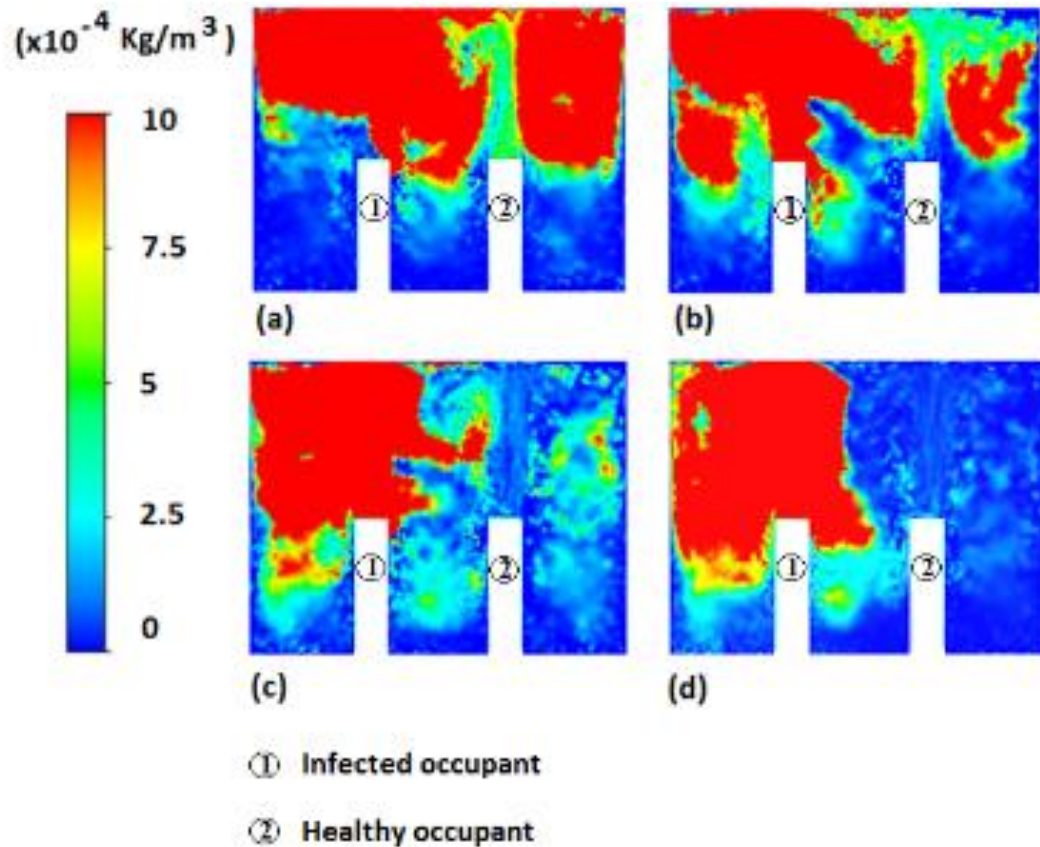 (x10⁻⁴ Kg/m³)
10
7.5
5
2.5
0
① ②
(a)
① ②
(b)
① ②
(c)
① ②
(d)
① Infected occupant
② Healthy occupant